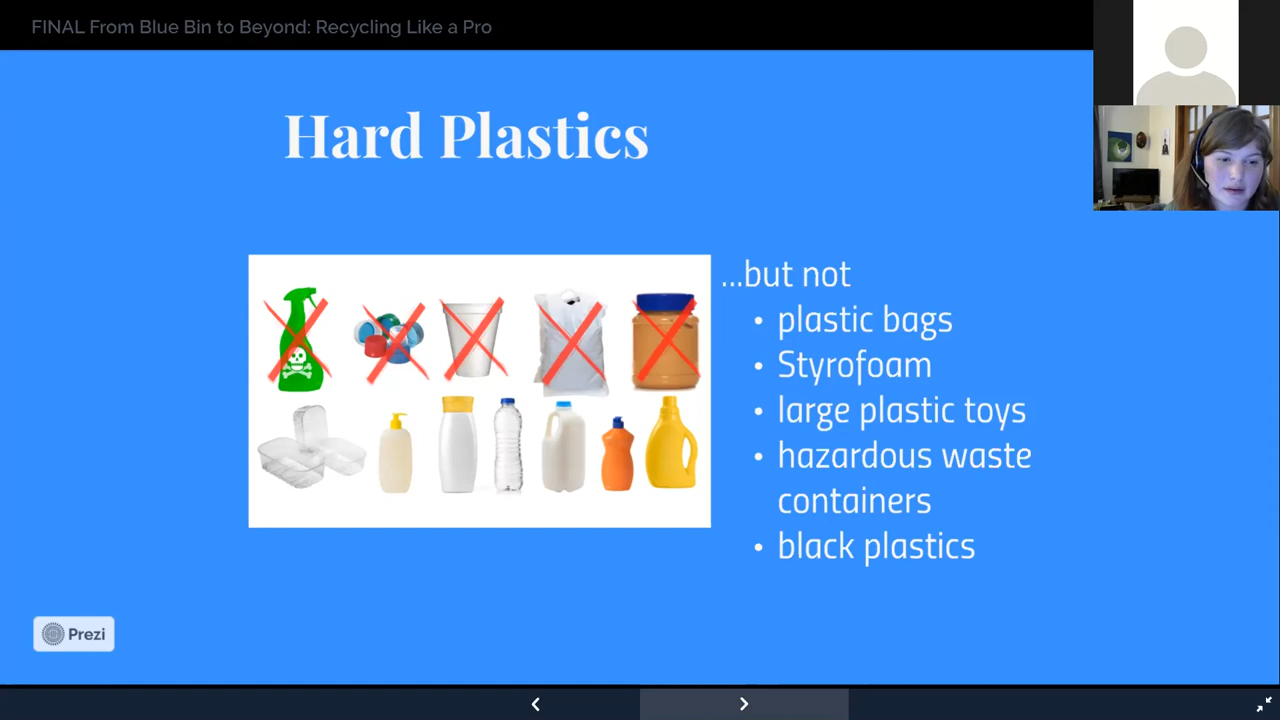 FINAL From Blue Bin to Beyond: Recycling Like a Pro
Hard Plastics
...but not
• plastic bags
• Styrofoam
• large plastic toys
• hazardous waste
containers
• black plastics
Prezi